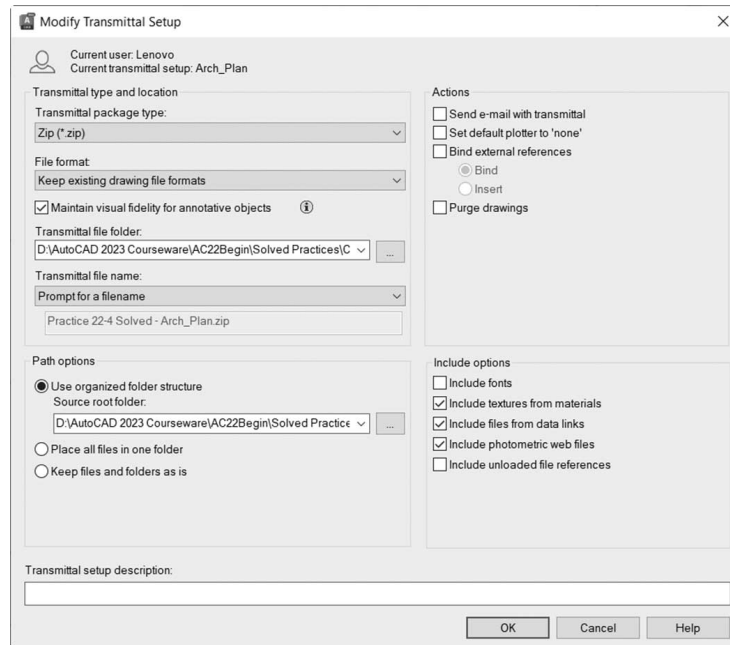 Modify Transmittal Setup
Current user: Lenovo
Current transmittal setup: Arch_Plan
Transmittal type and location
Transmittal package type:
Zip (*.zip)
File format:
Keep existing drawing file formats
Maintain visual fidelity for annotative objects
Transmittal file folder:
D:\AutoCAD 2023 Courseware\AC22Begin\Solved Practices\C
...
Transmittal file name:
Prompt for a filename
Practice 22-4 Solved - Arch_Plan.zip
Path options
Use organized folder structure
Source root folder:
D:\AutoCAD 2023 Courseware\AC22Begin\Solved Practice
...
Place all files in one folder
Keep files and folders as is
Actions
Send e-mail with transmittal
Set default plotter to 'none'
Bind external references
Bind
Insert
Purge drawings
Include options
Include fonts
Include textures from materials
Include files from data links
Include photometric web files
Include unloaded file references
Transmittal setup description:
OK
Cancel
Help